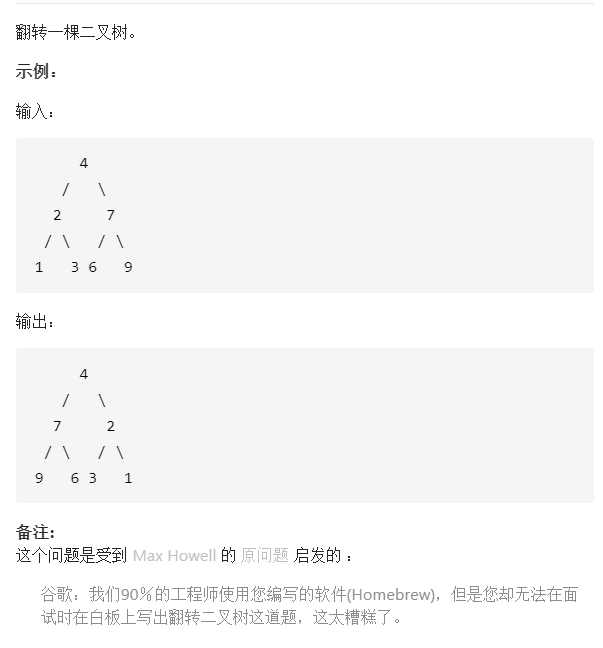 翻转一棵二叉树。
示例：
输入：
4
/ \
2 7
/ \ / \
1 3 6 9
输出：
4
/ \
7 2
/ \ / \
9 6 3 1
备注:
这个问题是受到 Max Howell 的 原问题 启发的 ：
谷歌：我们90％的工程师使用您编写的软件(Homebrew)，但是您却无法在面
试时在白板上写出翻转二叉树这道题，这太糟糕了。